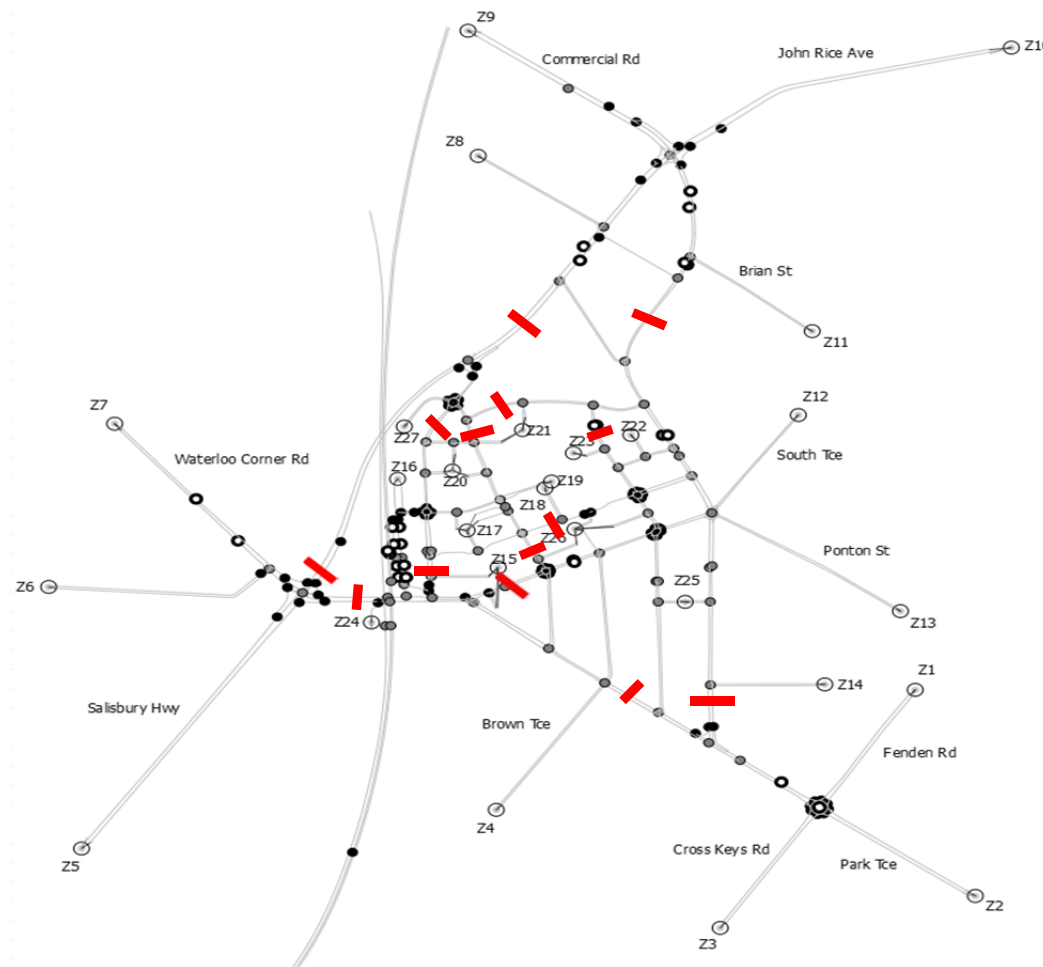 Z9
John Rice Ave
Z10
Commercial Rd
Z8
Brian St
Z11
Z7
Z12
Z27
Z21
Z22
Z23
Waterloo Corner Rd
South Tce
Z16
Z20
Z19
Z18
Z17
Z26
Z15
Ponton St
Z6
Z25
Z24
Z13
Z14
Z1
Salisbury Hwy
Brown Tce
Fenden Rd
Z4
Cross Keys Rd
Park Tce
Z5
Z2
Z3